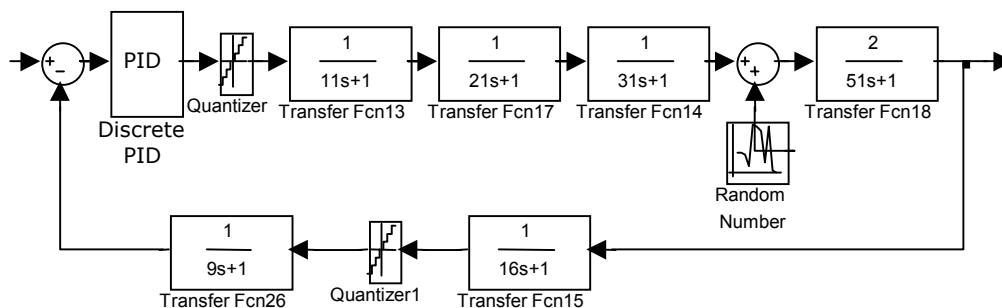 +
−
PID
Discrete
PID
Quantizer
1
11s+1
Transfer Fcn13
1
21s+1
Transfer Fcn17
1
31s+1
Transfer Fcn14
+
+
Random
Number
2
51s+1
Transfer Fcn18
1
9s+1
Transfer Fcn26
Quantizer1
1
16s+1
Transfer Fcn15